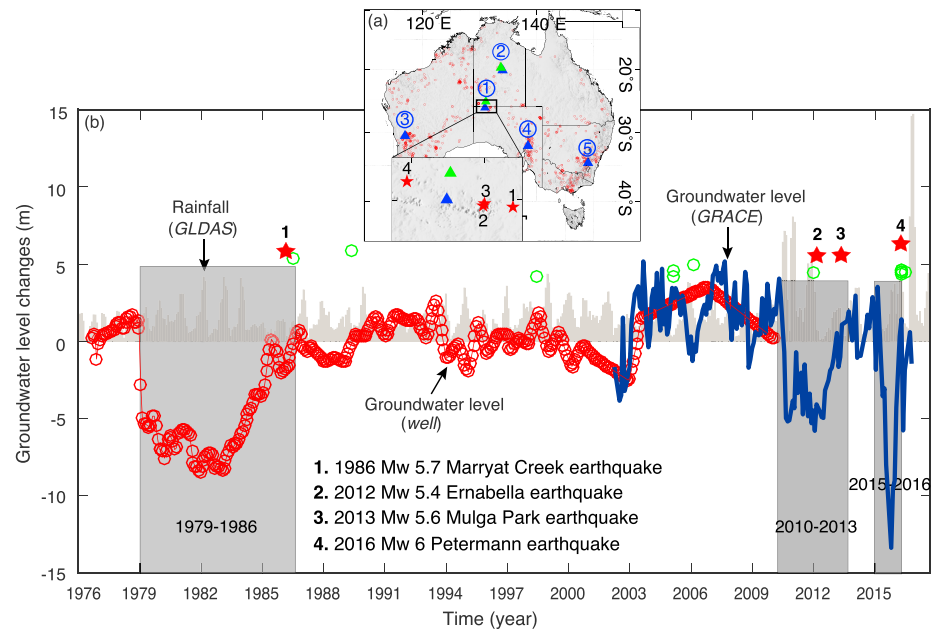 (a)
120°E
140°E
20°S
30°S
40°S
2
1
3
4
5
4
3
1
2
(b)
15
10
5
0
-5
-10
-15
Groundwater level changes (m)
Rainfall
(GLDAS)
1
Groundwater level
(GRACE)
2
3
4
Groundwater level
(well)
1. 1986 Mw 5.7 Marryat Creek earthquake
2. 2012 Mw 5.4 Ernabella earthquake
3. 2013 Mw 5.6 Mulga Park earthquake
4. 2016 Mw 6 Petermann earthquake
1979-1986
2010-2013
2015-2016
1976 1979 1982 1985 1988 1991 1994 1997 2000 2003 2006 2009 2012 2015
Time (year)